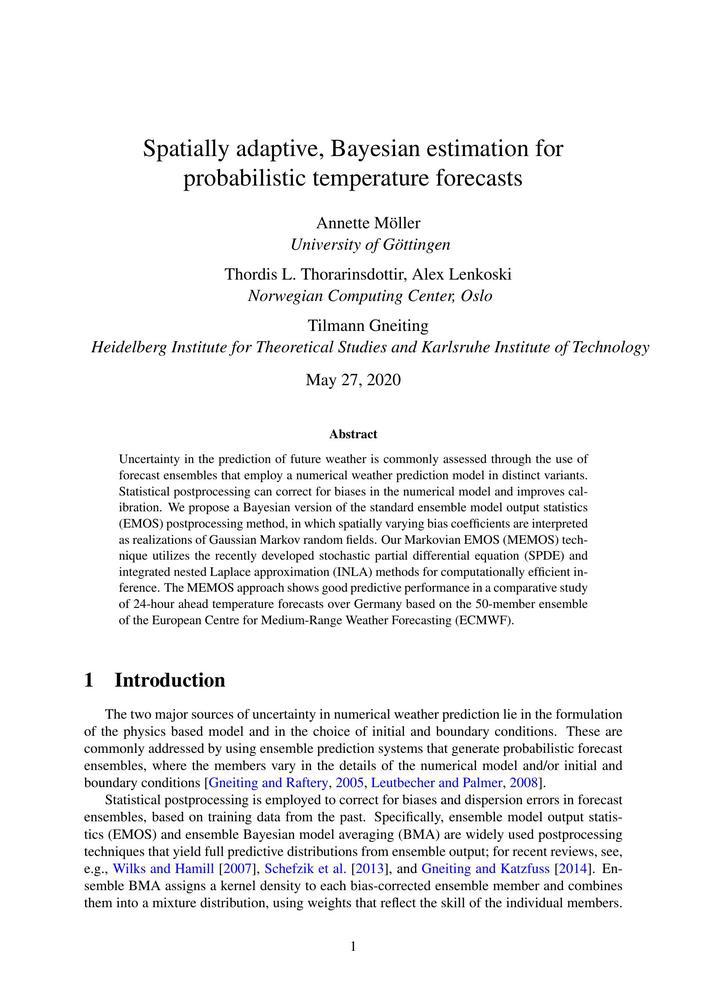 Spatially adaptive, Bayesian estimation for
probabilistic temperature forecasts
Annette Möller
University of Göttingen
Thordis L. Thorarinsdottir, Alex Lenkoski
Norwegian Computing Center, Oslo
Tilmann Gneiting
Heidelberg Institute for Theoretical Studies and Karlsruhe Institute of Technology
May 27, 2020
Abstract
Uncertainty in the prediction of future weather is commonly assessed through the use of
forecast ensembles that employ a numerical weather prediction model in distinct variants.
Statistical postprocessing can correct for biases in the numerical model and improves cal-
ibration. We propose a Bayesian version of the standard ensemble model output statistics
(EMOS) postprocessing method, in which spatially varying bias coefficients are interpreted
as realizations of Gaussian Markov random fields. Our Markovian EMOS (MEMOS) tech-
nique utilizes the recently developed stochastic partial differential equation (SPDE) and
integrated nested Laplace approximation (INLA) methods for computationally efficient in-
ference. The MEMOS approach shows good predictive performance in a comparative study
of 24-hour ahead temperature forecasts over Germany based on the 50-member ensemble
of the European Centre for Medium-Range Weather Forecasting (ECMWF).
1 Introduction
The two major sources of uncertainty in numerical weather prediction lie in the formulation
of the physics based model and in the choice of initial and boundary conditions. These are
commonly addressed by using ensemble prediction systems that generate probabilistic forecast
ensembles, where the members vary in the details of the numerical model and/or initial and
boundary conditions [Gneiting and Raftery, 2005, Leutbecher and Palmer, 2008].
Statistical postprocessing is employed to correct for biases and dispersion errors in forecast
ensembles, based on training data from the past. Specifically, ensemble model output statis-
tics (EMOS) and ensemble Bayesian model averaging (BMA) are widely used postprocessing
techniques that yield full predictive distributions from ensemble output; for recent reviews, see,
e.g., Wilks and Hamill [2007], Schefzik et al. [2013], and Gneiting and Katzfuss [2014]. En-
semble BMA assigns a kernel density to each bias-corrected ensemble member and combines
them into a mixture distribution, using weights that reflect the skill of the individual members.
1